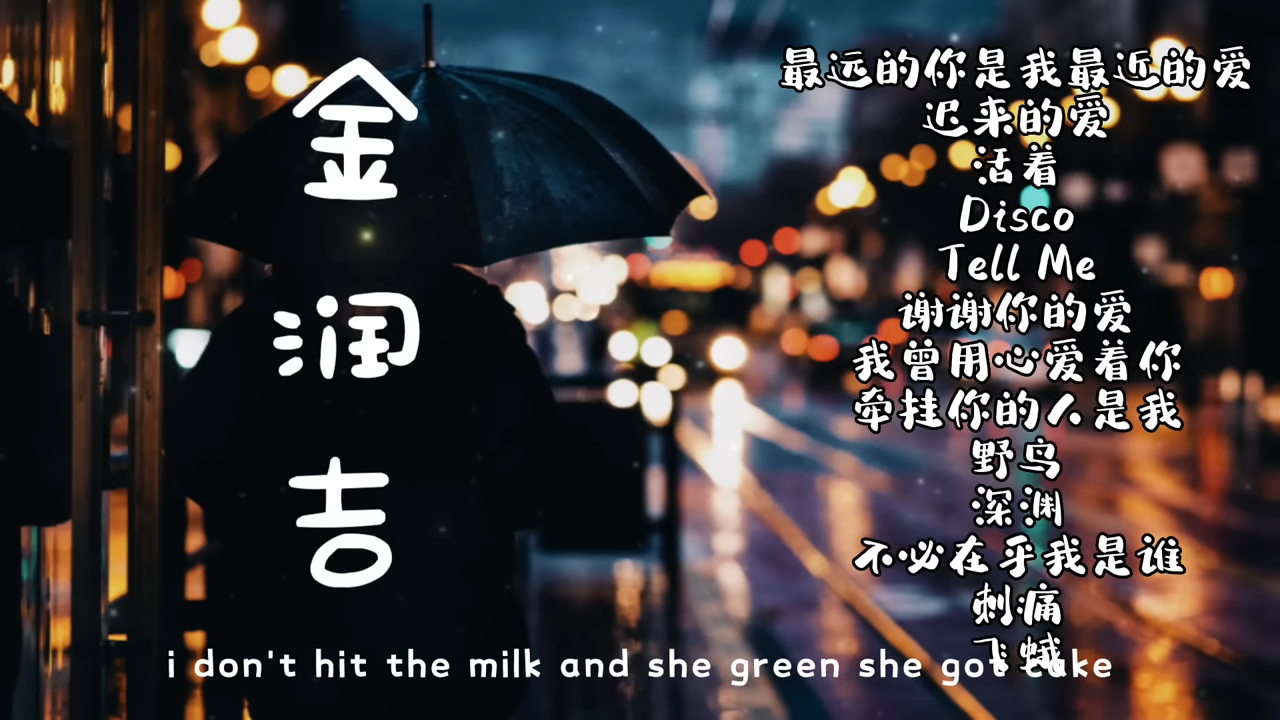 金润吉
最远的你是我最近的爱
迟来的爱
活着
Disco
Tell Me
谢谢你的爱
我曾用心爱着你
牵挂你的人是我
野鸟
深渊
不必在乎我是谁
刺痛
飞蛾
i don't hit the milk and she green she got cake